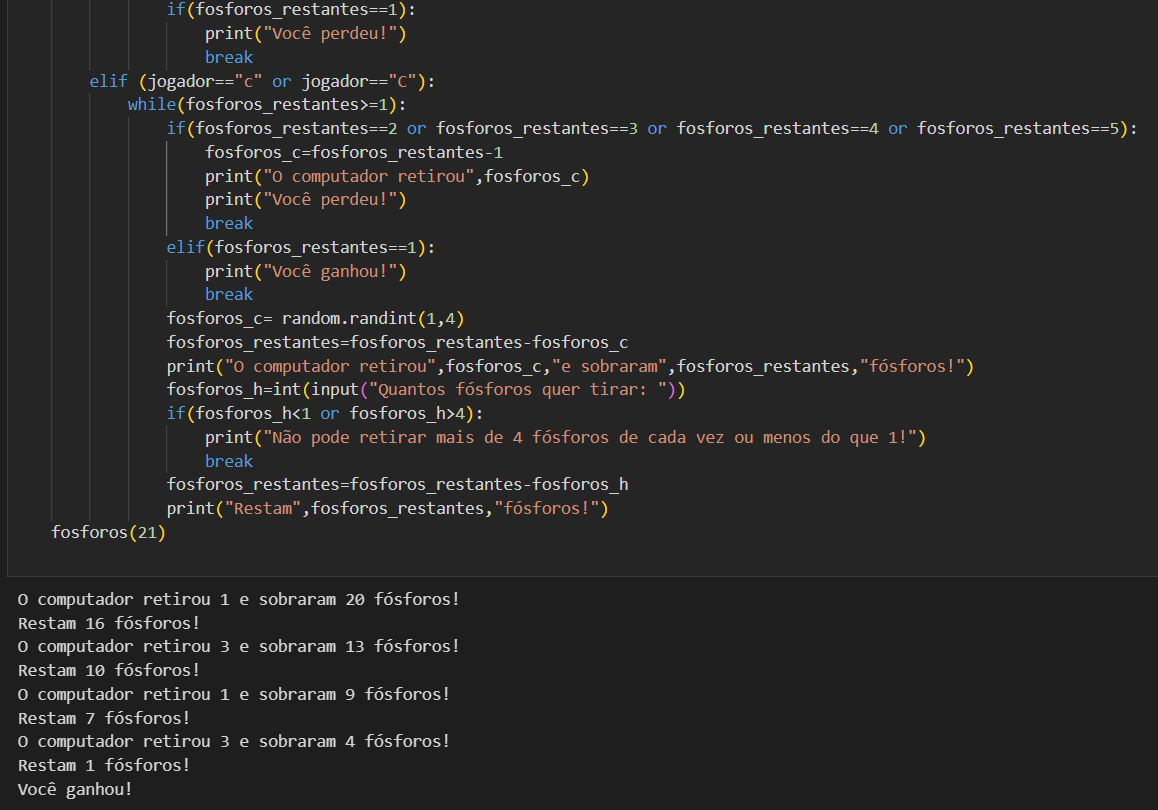 if(fosforos_restantes==1):
print("Você perdeu!")
break
elif (jogador=="c" or jogador=="C"):
while(fosforos_restantes>=1):
if(fosforos_restantes==2 or fosforos_restantes==3 or fosforos_restantes==4 or fosforos_restantes==5):
fosforos_c=fosforos_restantes-1
print("O computador retirou",fosforos_c)
print("Você perdeu!")
break
elif(fosforos_restantes==1):
print("Você ganhou!")
break
fosforos_c= random.randint(1,4)
fosforos_restantes=fosforos_restantes-fosforos_c
print("O computador retirou",fosforos_c,"e sobraram",fosforos_restantes,"fósforos!")
fosforos_h=int(input("Quantos fósforos quer tirar: "))
if(fosforos_h<1 or fosforos_h>4):
print("Não pode retirar mais de 4 fósforos de cada vez ou menos do que 1!")
break
fosforos_restantes=fosforos_restantes-fosforos_h
print("Restam",fosforos_restantes,"fósforos!")
fosforos(21)
O computador retirou 1 e sobraram 20 fósforos!
Restam 16 fósforos!
O computador retirou 3 e sobraram 13 fósforos!
Restam 10 fósforos!
O computador retirou 1 e sobraram 9 fósforos!
Restam 7 fósforos!
O computador retirou 3 e sobraram 4 fósforos!
Restam 1 fósforos!
Você ganhou!